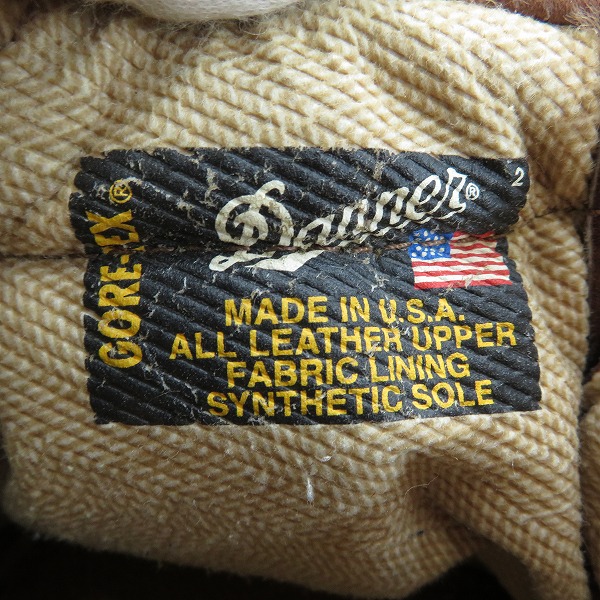 Danner® 2
GORE-TEX®
MADE IN U.S.A.
ALL LEATHER UPPER
FABRIC LINING
SYNTHETIC SOLE